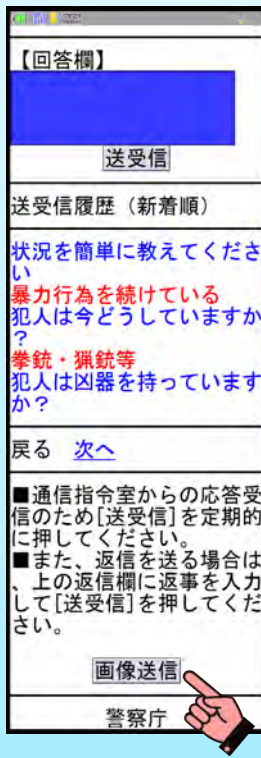 【回答欄】
送受信
送受信履歴（新着順）
状況を簡単に教えてくださ
い
暴力行為を続けている
犯人は今どうしていますか
？
拳銃・猟銃等
犯人は凶器を持っています
か？
戻る 次へ
■通信指令室からの応答受
信のため[送受信]を定期的
に押してください。
■また、返信を送る場合は
、上の返信欄に返事を入力
して[送受信]を押してくだ
さい。
画像送信
警察庁